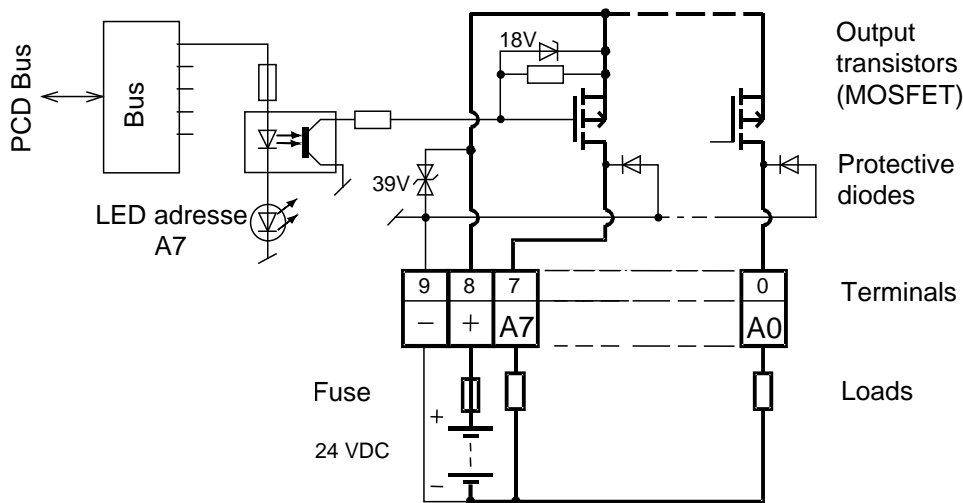 PCD Bus
Bus
18V
Output
transistors
(MOSFET)
39V
Protective
diodes
LED adresse
A7
9 8 7 0
– + A7 A0
Terminals
Fuse
Loads
+
24 VDC
–